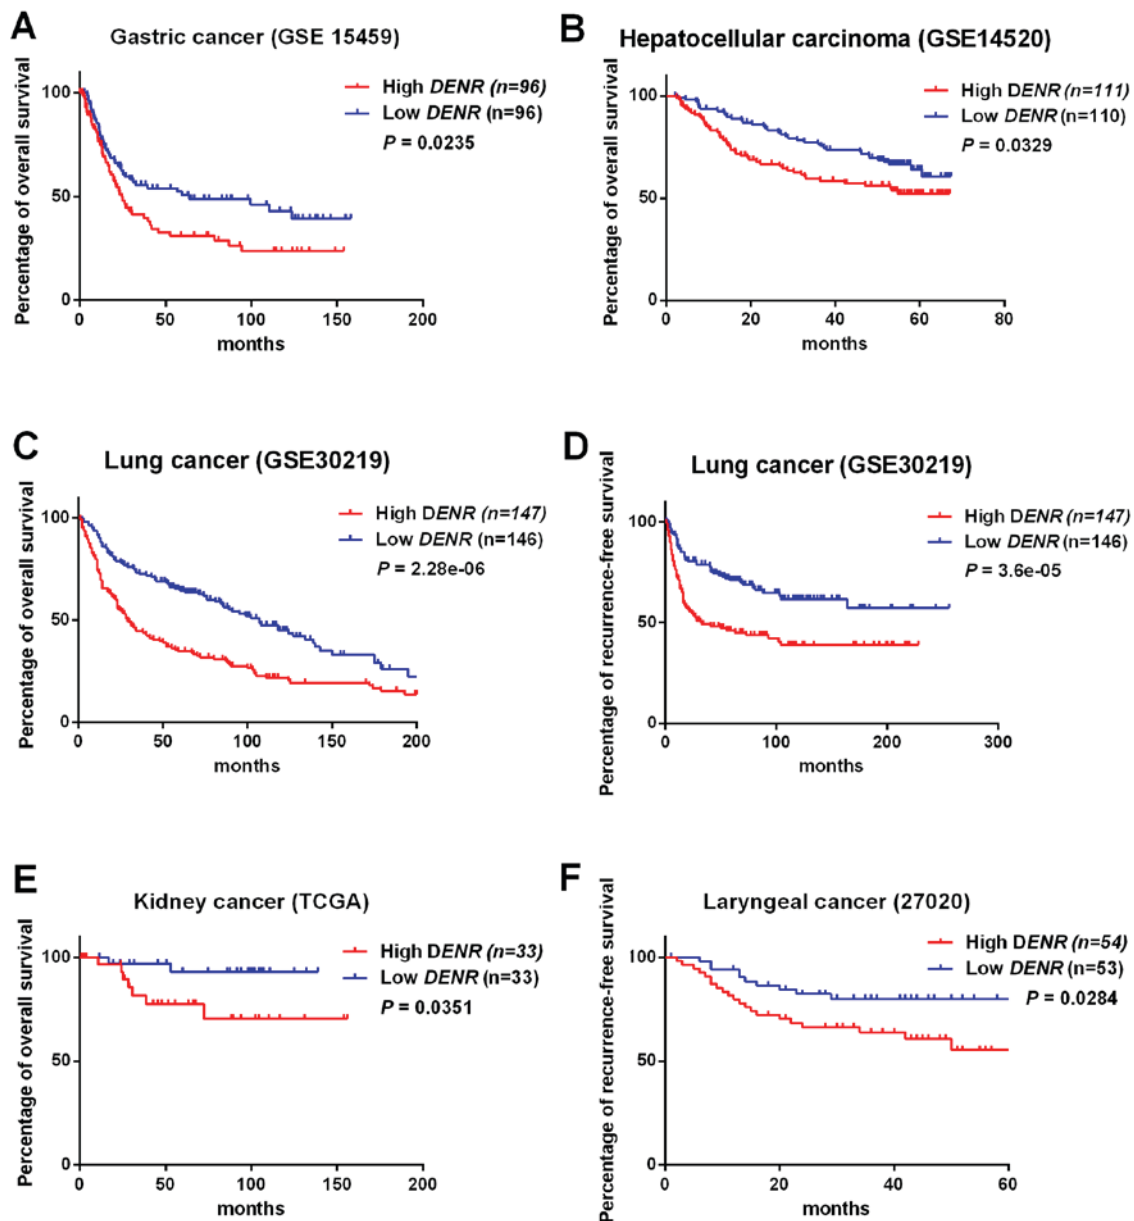 A
Gastric cancer (GSE 15459)
High DENR (n=96)
Low DENR (n=96)
P = 0.0235
Percentage of overall survival
100
50
0
0 50 100 150 200
months
B
Hepatocellular carcinoma (GSE14520)
High DENR (n=111)
Low DENR (n=110)
P = 0.0329
Percentage of overall survival
100
50
0
0 20 40 60 80
months
C
Lung cancer (GSE30219)
High DENR (n=147)
Low DENR (n=146)
P = 2.28e-06
Percentage of overall survival
100
50
0
0 50 100 150 200
months
D
Lung cancer (GSE30219)
High DENR (n=147)
Low DENR (n=146)
P = 3.6e-05
Percentage of recurrence-free survival
100
50
0
0 100 200 300
months
E
Kidney cancer (TCGA)
High DENR (n=33)
Low DENR (n=33)
P = 0.0351
Percentage of overall survival
100
50
0
0 50 100 150 200
months
F
Laryngeal cancer (27020)
High DENR (n=54)
Low DENR (n=53)
P = 0.0284
Percentage of recurrence-free survival
100
50
0
0 20 40 60
months